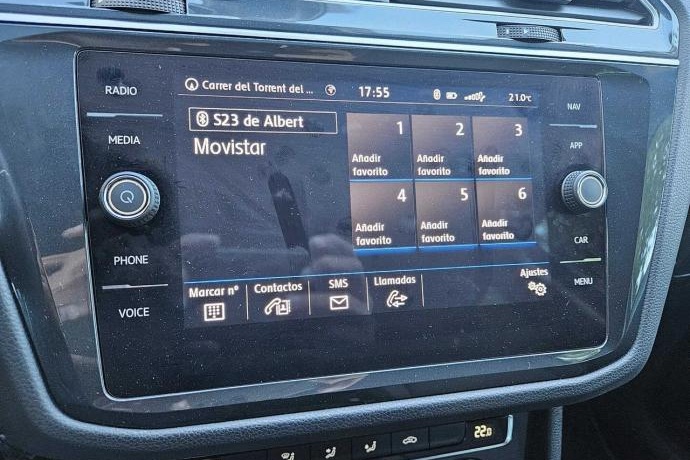 RADIO
MEDIA
PHONE
VOICE
Carrer del Torrent del ...
17:55
21.0°C
S23 de Albert
Movistar
1
Añadir
favorito
2
Añadir
favorito
3
Añadir
favorito
4
Añadir
favorito
5
Añadir
favorito
6
Añadir
favorito
Marcar nº
Contactos
SMS
Llamadas
Ajustes
NAV
APP
CAR
MENU
22.0